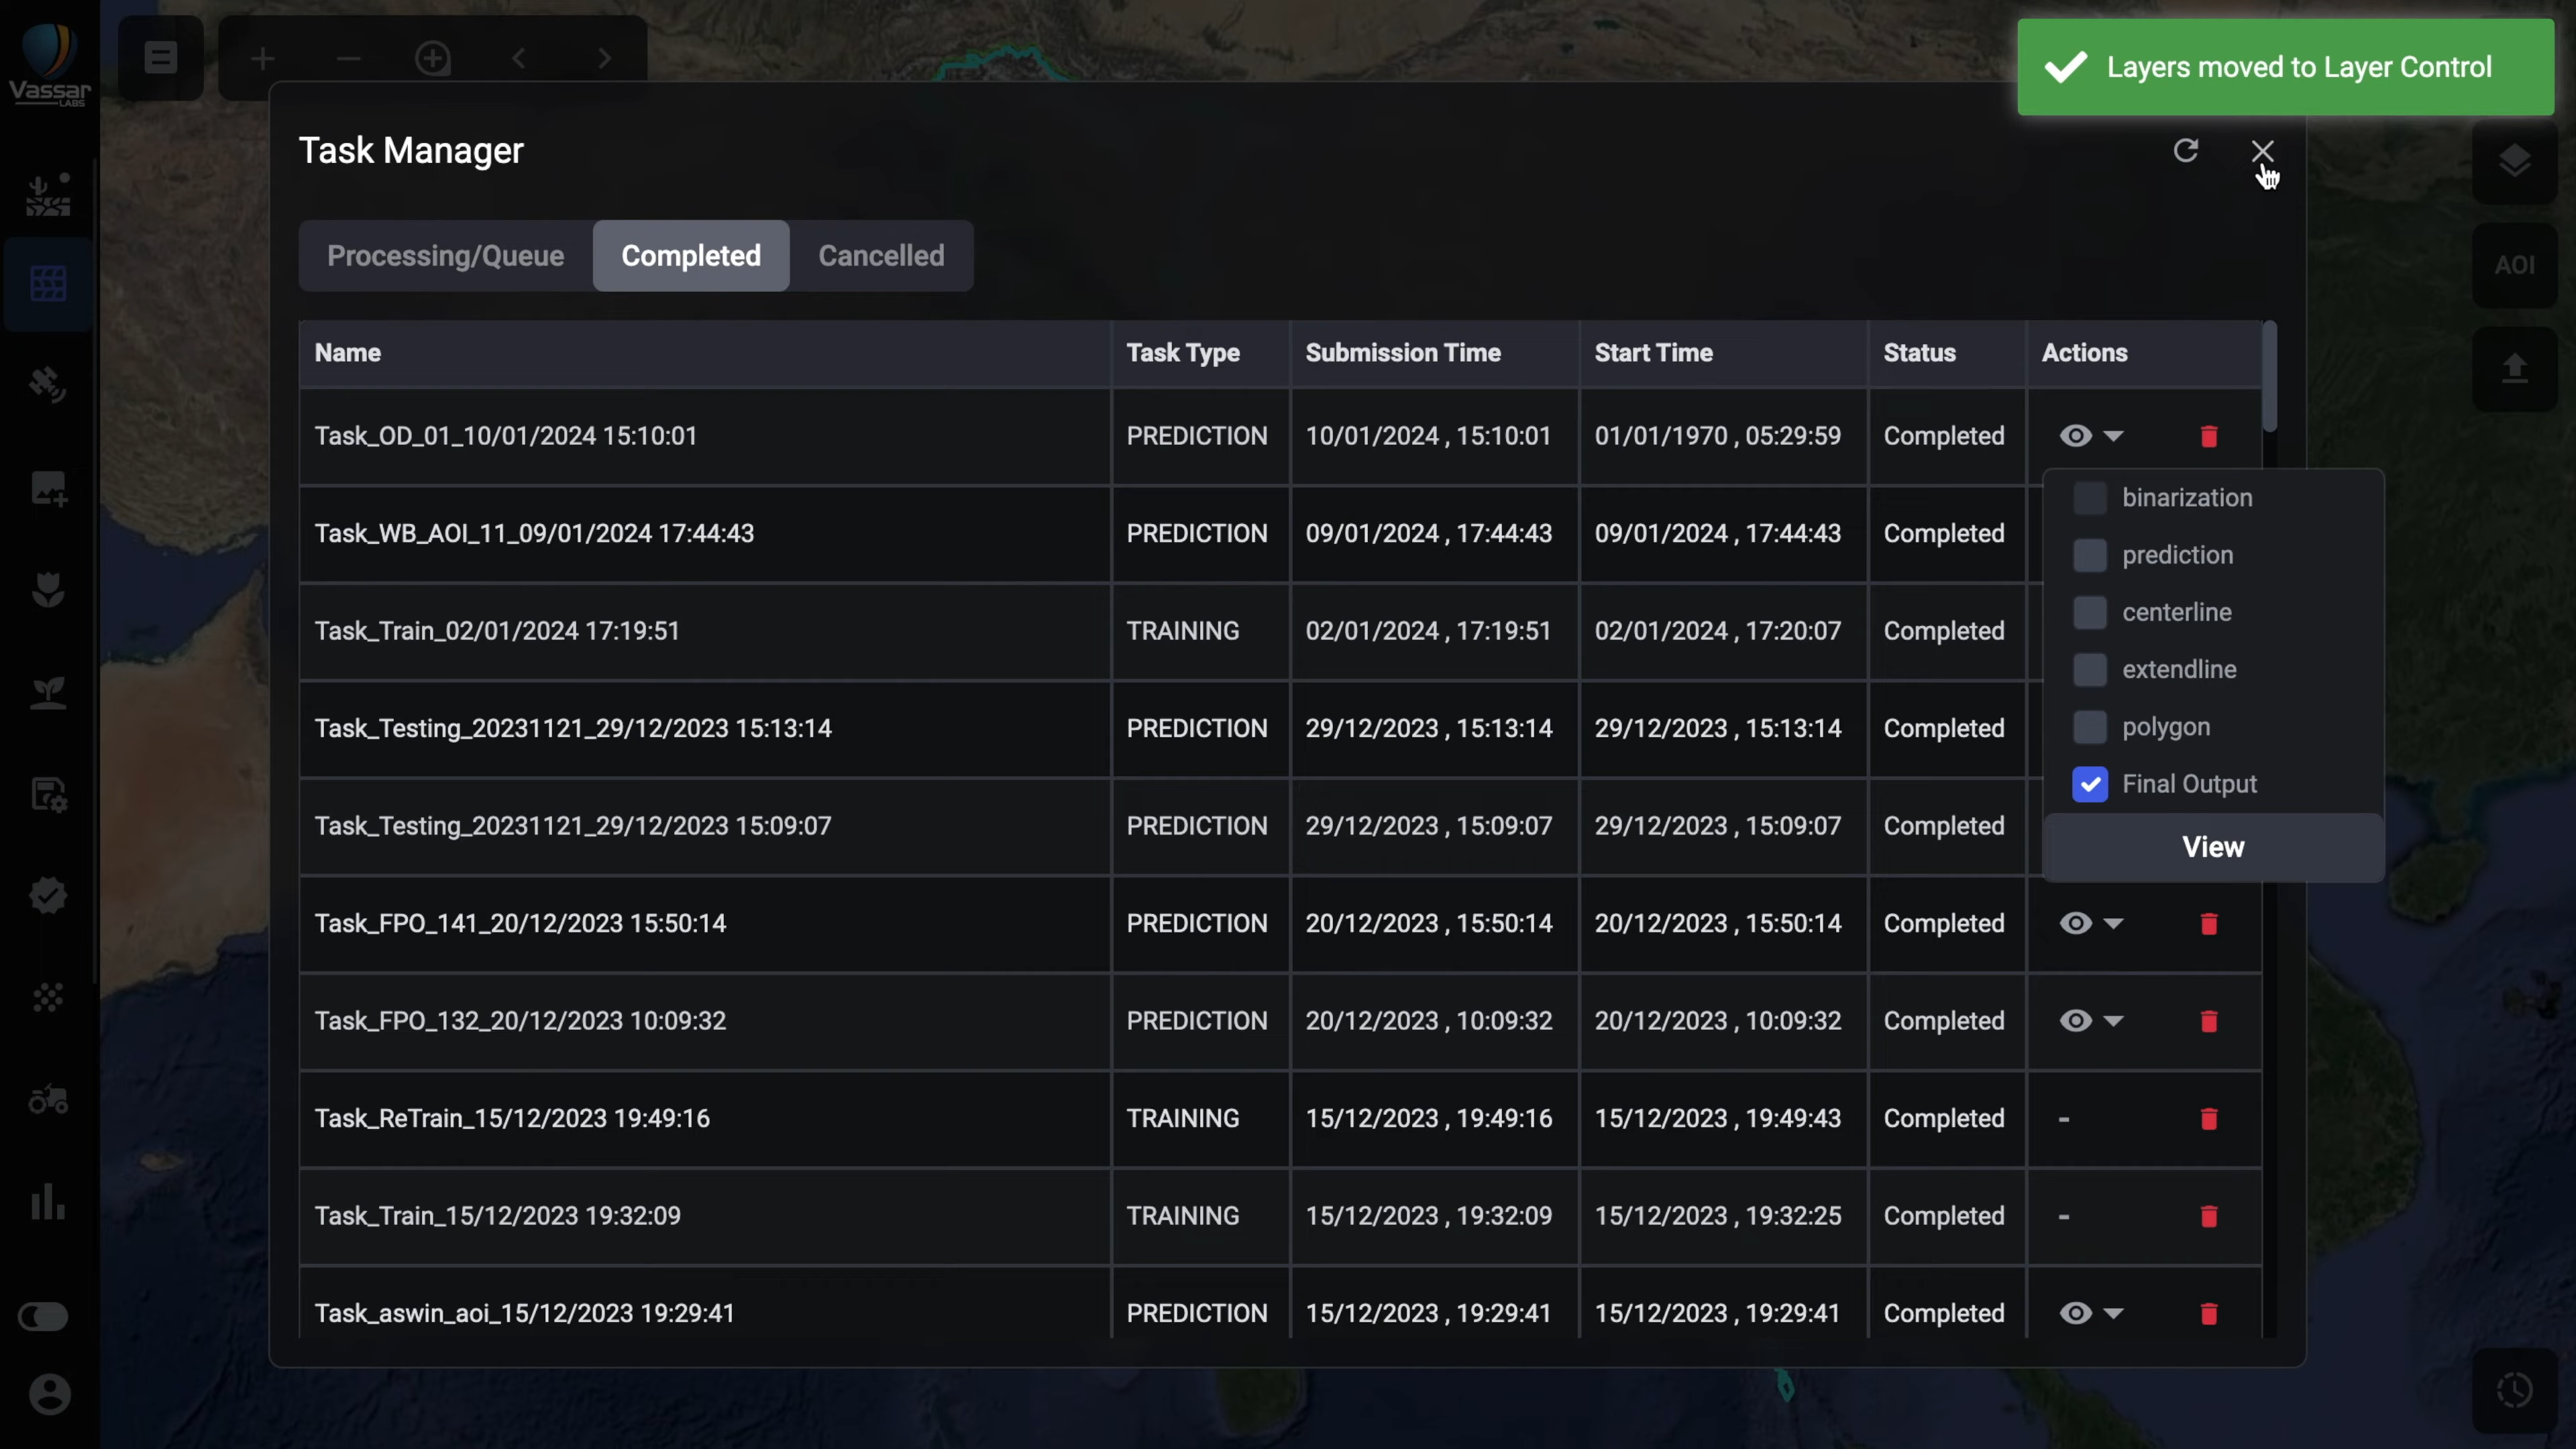 Vassar
LABS
Layers moved to Layer Control
Task Manager
AOI
Processing/Queue Completed Cancelled
Name Task Type Submission Time Start Time Status Actions
Task_OD_01_10/01/2024 15:10:01 PREDICTION 10/01/2024 , 15:10:01 01/01/1970 , 05:29:59 Completed
binarization
Task_WB_AOI_11_09/01/2024 17:44:43 PREDICTION 09/01/2024 , 17:44:43 09/01/2024 , 17:44:43 Completed
prediction
centerline
Task_Train_02/01/2024 17:19:51 TRAINING 02/01/2024 , 17:19:51 02/01/2024 , 17:20:07 Completed
extendline
Task_Testing_20231121_29/12/2023 15:13:14 PREDICTION 29/12/2023 , 15:13:14 29/12/2023 , 15:13:14 Completed
polygon
Final Output
Task_Testing_20231121_29/12/2023 15:09:07 PREDICTION 29/12/2023 , 15:09:07 29/12/2023 , 15:09:07 Completed
View
Task_FPO_141_20/12/2023 15:50:14 PREDICTION 20/12/2023 , 15:50:14 20/12/2023 , 15:50:14 Completed
Task_FPO_132_20/12/2023 10:09:32 PREDICTION 20/12/2023 , 10:09:32 20/12/2023 , 10:09:32 Completed
Task_ReTrain_15/12/2023 19:49:16 TRAINING 15/12/2023 , 19:49:16 15/12/2023 , 19:49:43 Completed -
Task_Train_15/12/2023 19:32:09 TRAINING 15/12/2023 , 19:32:09 15/12/2023 , 19:32:25 Completed -
Task_aswin_aoi_15/12/2023 19:29:41 PREDICTION 15/12/2023 , 19:29:41 15/12/2023 , 19:29:41 Completed